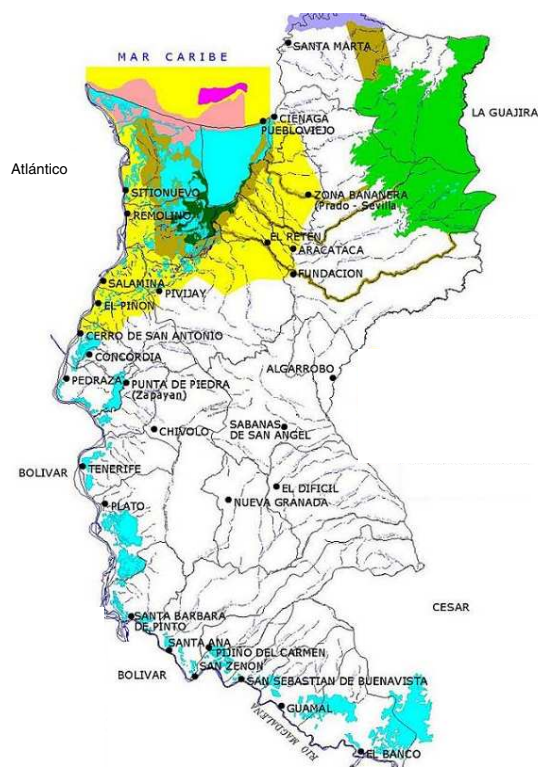 SANTA MARTA
MAR CARIBE
LA GUAJIRA
CIENAGA
PUEBLOVIEJO
Atlántico
SITIONUEVO
ZONA BANANERA
(Prado - Sevilla
REMOLINO
EL RETEN
ARACATACA
FUNDACION
SALAMINA
PIVIJAY
EL PIÑON
CERRO DE SAN ANTONIO
CONCORDIA
ALGARROBO
PEDRAZA
PUNTA DE PIEDRA
(Zapayan)
SABANAS
DE SAN ANGEL
CHIVOLO
BOLIVAR
TENERIFE
EL DIFICIL
NUEVA GRANADA
PLATO
CESAR
SANTA BARBARA
DE PINTO
SANTA ANA
PIJIÑO DEL CARMEN
BOLIVAR
SAN ZENON
SAN SEBASTIAN DE BUENAVISTA
GUAMAL
RIO MAGDALENA
EL BANCO